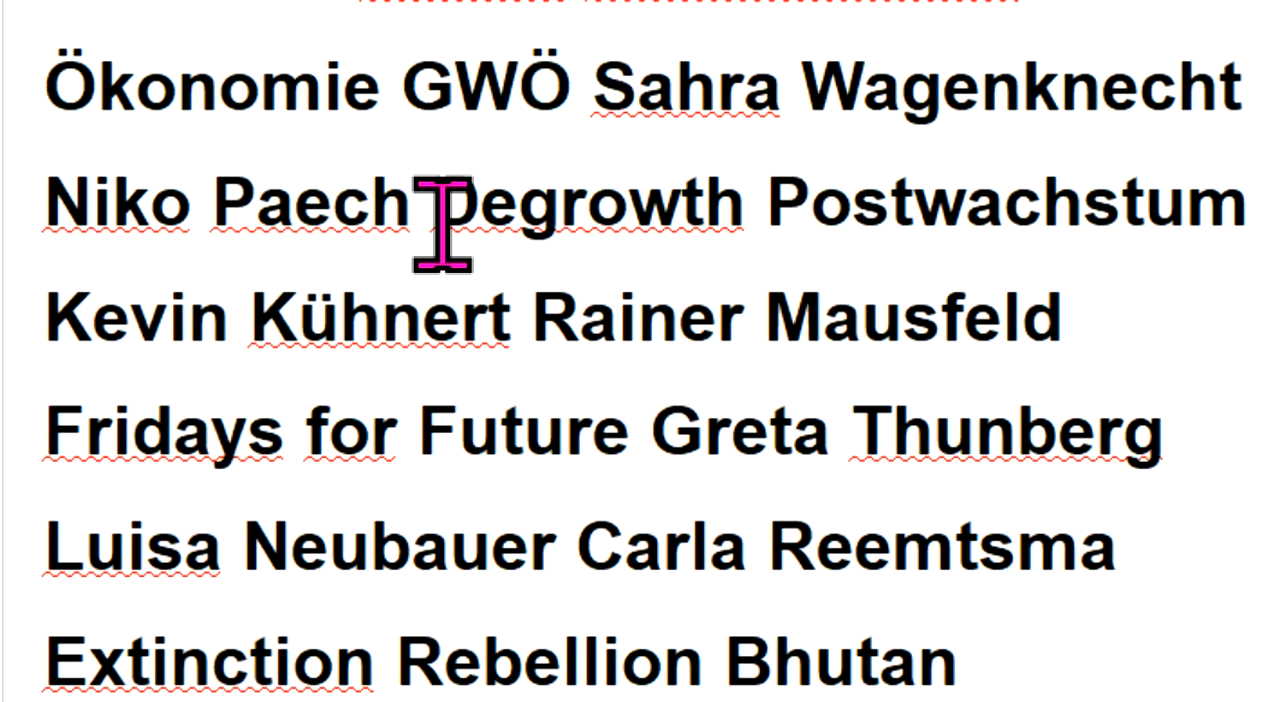 Ökonomie GWÖ Sahra Wagenknecht
Niko Paech Degrowth Postwachstum
Kevin Kühnert Rainer Mausfeld
Fridays for Future Greta Thunberg
Luisa Neubauer Carla Reemtsma
Extinction Rebellion Bhutan